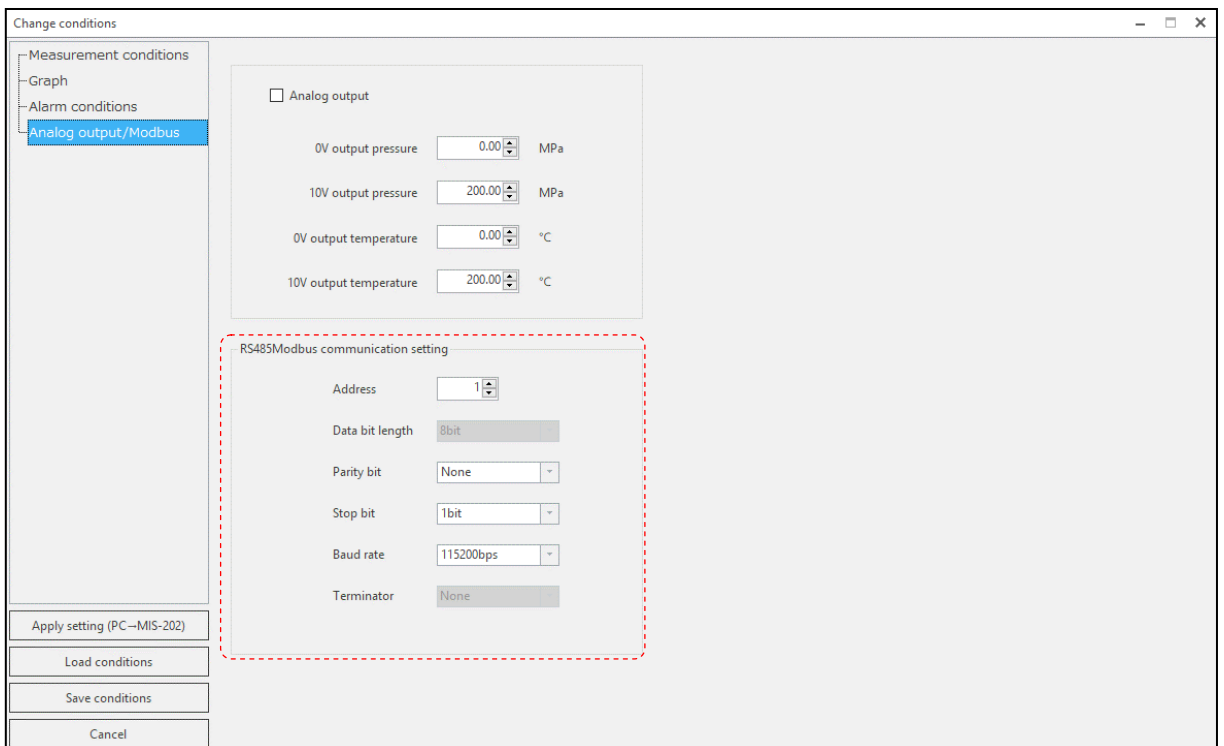 Change conditions
Measurement conditions
Graph
Alarm conditions
Analog output/Modbus
Analog output
0V output pressure 0.00 MPa
10V output pressure 200.00 MPa
0V output temperature 0.00 °C
10V output temperature 200.00 °C
RS485Modbus communication setting
Address 1
Data bit length 8bit
Parity bit None
Stop bit 1bit
Baud rate 115200bps
Terminator None
Apply setting (PC→MIS-202)
Load conditions
Save conditions
Cancel